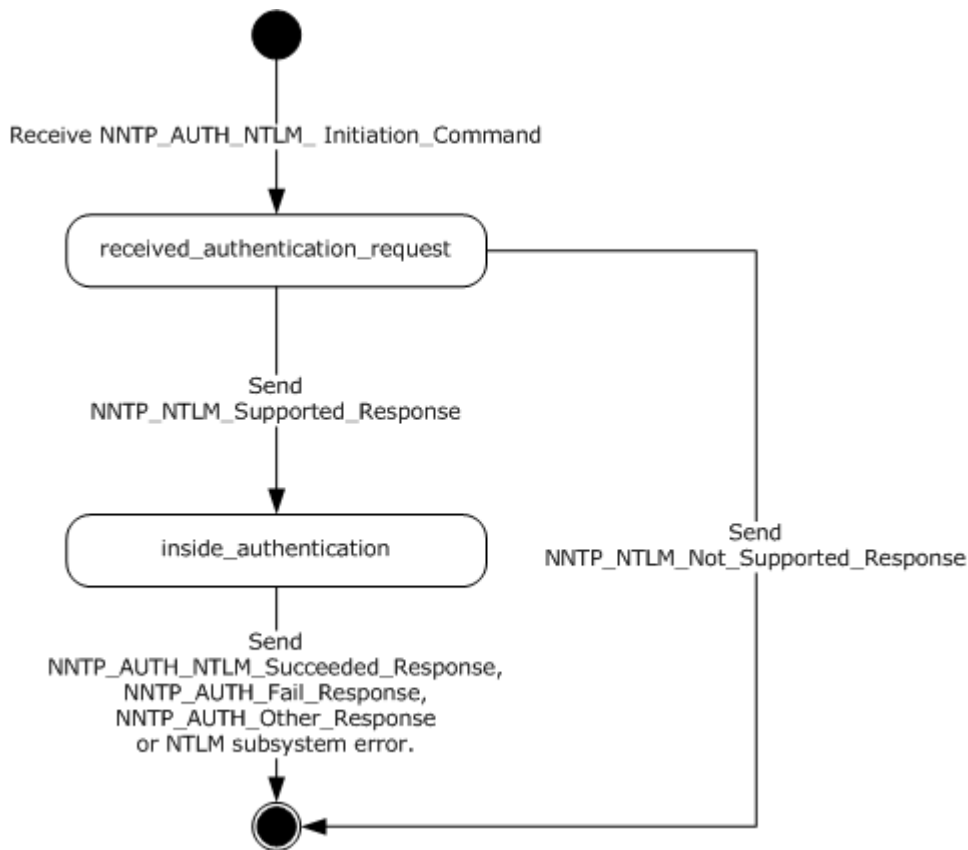 Receive NNTP_AUTH_NTLM_ Initiation_Command
received_authentication_request
Send
NNTP_NTLM_Supported_Response
inside_authentication
Send
NNTP_NTLM_Not_Supported_Response
Send
NNTP_AUTH_NTLM_Succeeded_Response,
NNTP_AUTH_Fail_Response,
NNTP_AUTH_Other_Response
or NTLM subsystem error.